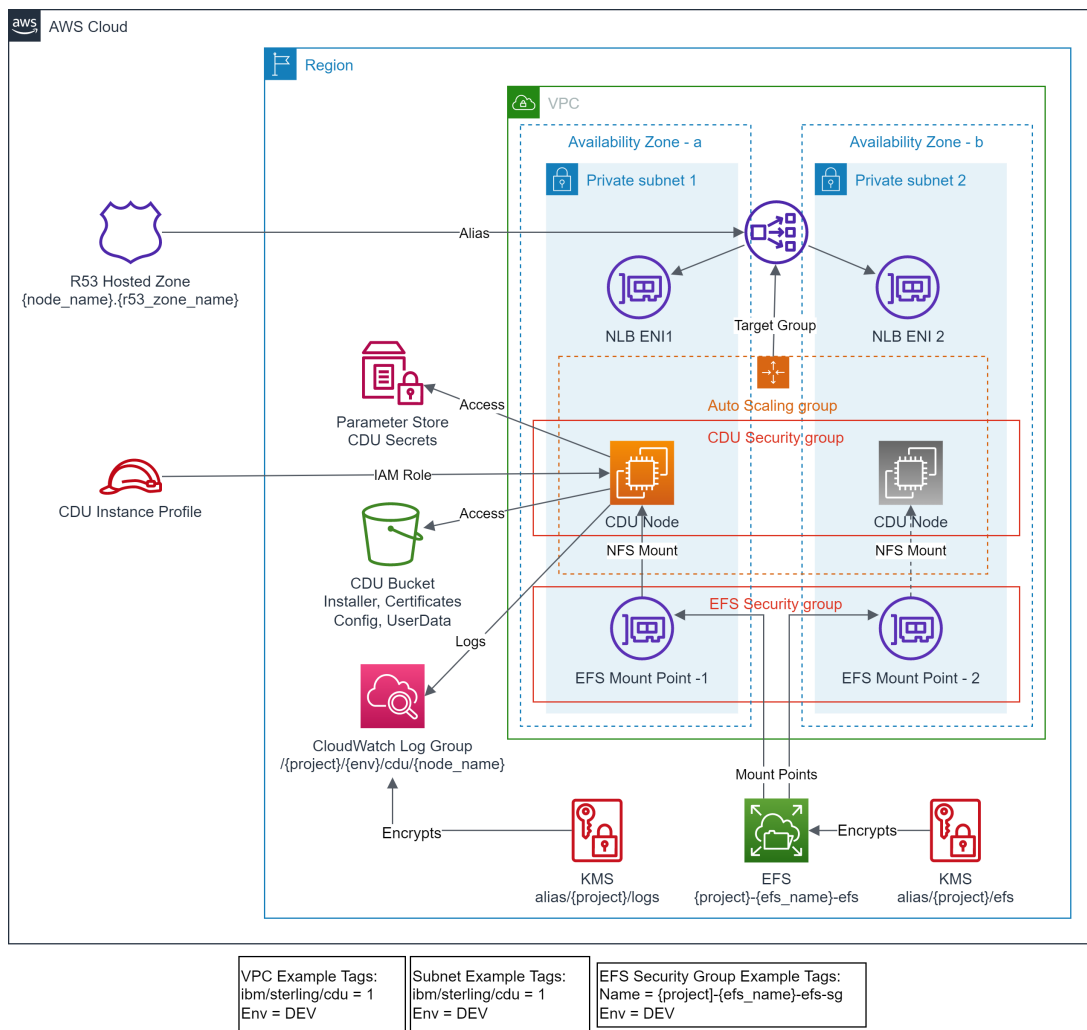 aws
AWS Cloud
Region
VPC
Availability Zone - a
Availability Zone - b
Private subnet 1
Private subnet 2
Alias
R53 Hosted Zone
{node_name}.{r53_zone_name}
NLB ENI1
NLB ENI 2
Target Group
Auto Scaling group
Parameter Store
CDU Secrets
Access
CDU Security group
IAM Role
CDU Instance Profile
Access
CDU Node
CDU Node
NFS Mount
NFS Mount
CDU Bucket
Installer, Certificates
Config, UserData
EFS Security group
Logs
EFS Mount Point -1
EFS Mount Point - 2
CloudWatch Log Group
/{project}/{env}/cdu/{node_name}
Mount Points
Encrypts
Encrypts
KMS
alias/{project}/logs
EFS
{project}-{efs_name}-efs
KMS
alias/{project}/efs
VPC Example Tags:
ibm/sterling/cdu = 1
Env = DEV
Subnet Example Tags:
ibm/sterling/cdu = 1
Env = DEV
EFS Security Group Example Tags:
Name = {project]-{efs_name}-efs-sg
Env = DEV